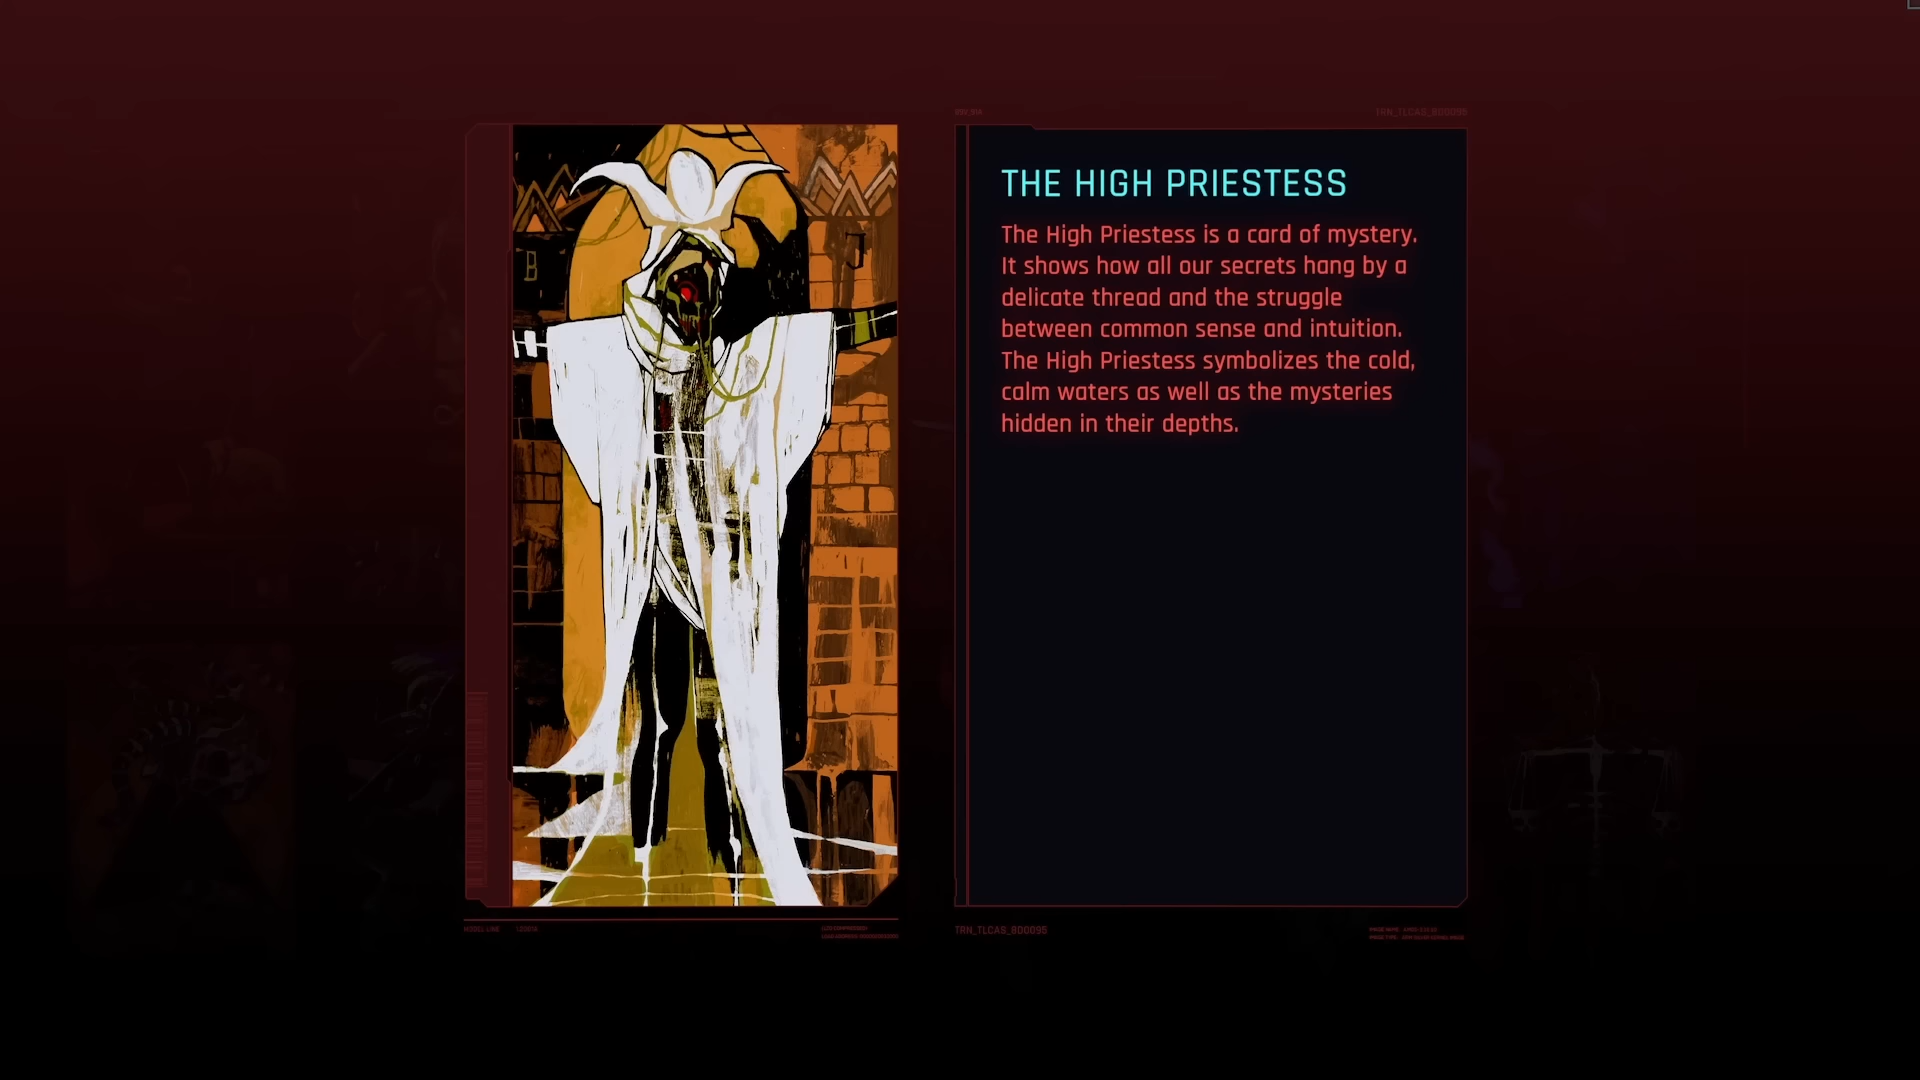 TRN_TLCAS_800095
THE HIGH PRIESTESS
The High Priestess is a card of mystery.
It shows how all our secrets hang by a
delicate thread and the struggle
between common sense and intuition.
The High Priestess symbolizes the cold,
calm waters as well as the mysteries
hidden in their depths.
B
J
TRN_TLCAS_800095